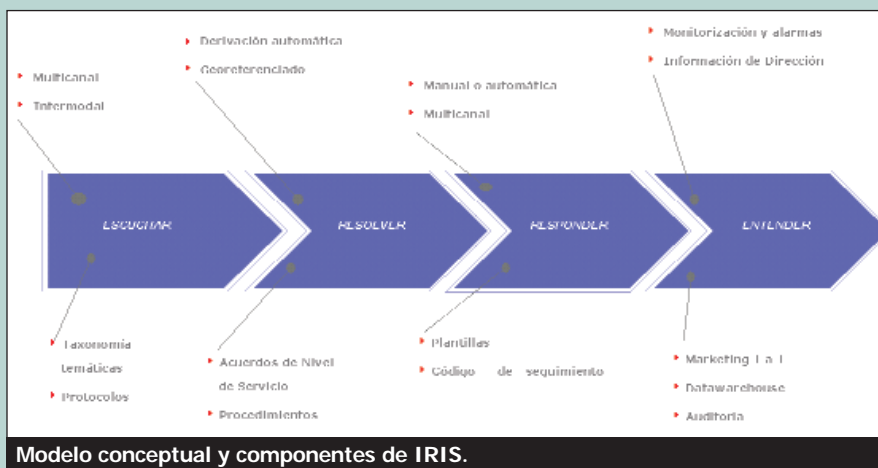 Derivación automática
Georeferenciado
Multicanal
Intermodal
Manual o automática
Multicanal
Monitorización y alarmas
Información de Dirección
ESCUCHAR
RESOLVER
RESPONDER
ENTENDER
Taxonomía
temáticas
Protocolos
Acuerdos de Nivel
de Servicio
Procedimientos
Plantillas
Código de seguimiento
Marketing 1 a 1
Datawarehouse
Auditoria
Modelo conceptual y componentes de IRIS.